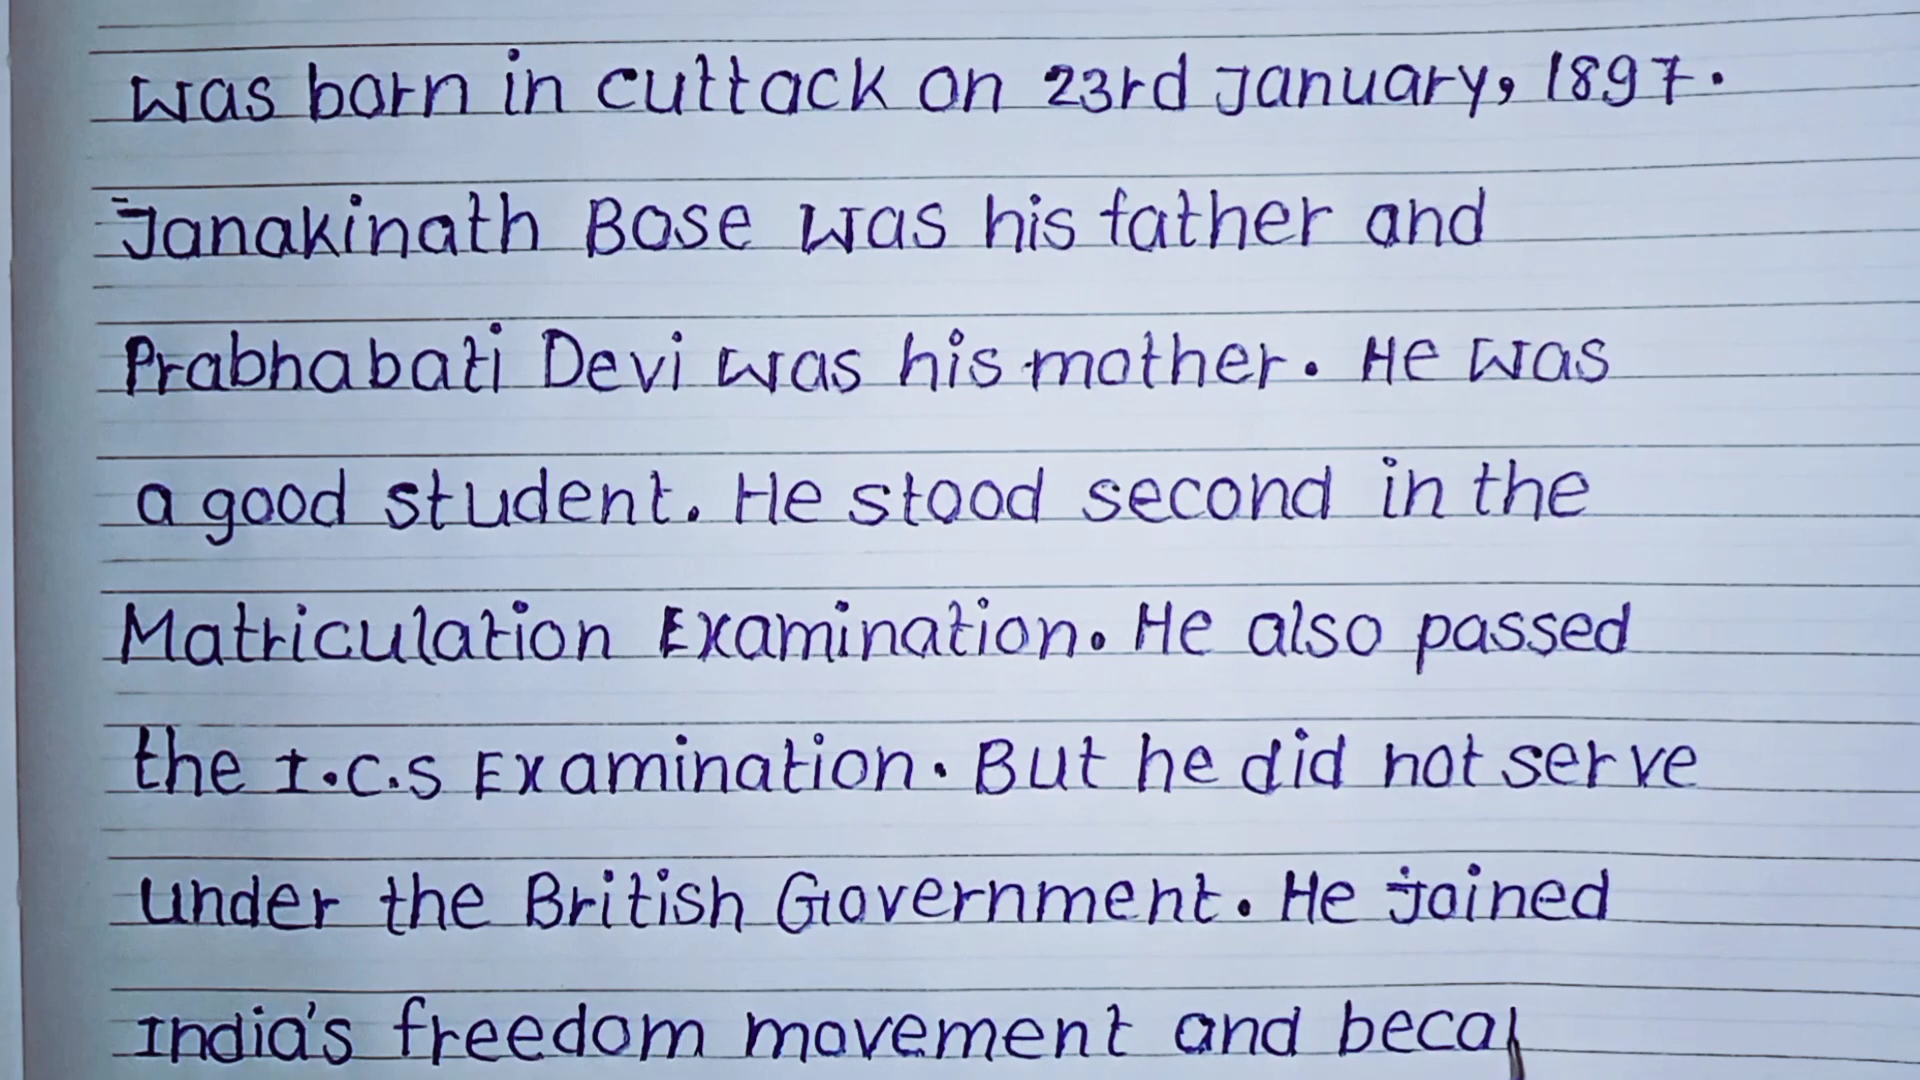 was born in cuttack on 23rd January, 1897.
Janakinath Bose was his father and
Prabhabati Devi was his mother. He was
a good student. He stood second in the
Matriculation Examination. He also passed
the I.C.S Examination. But he did not serve
under the British Government. He joined
India's freedom movement and beca